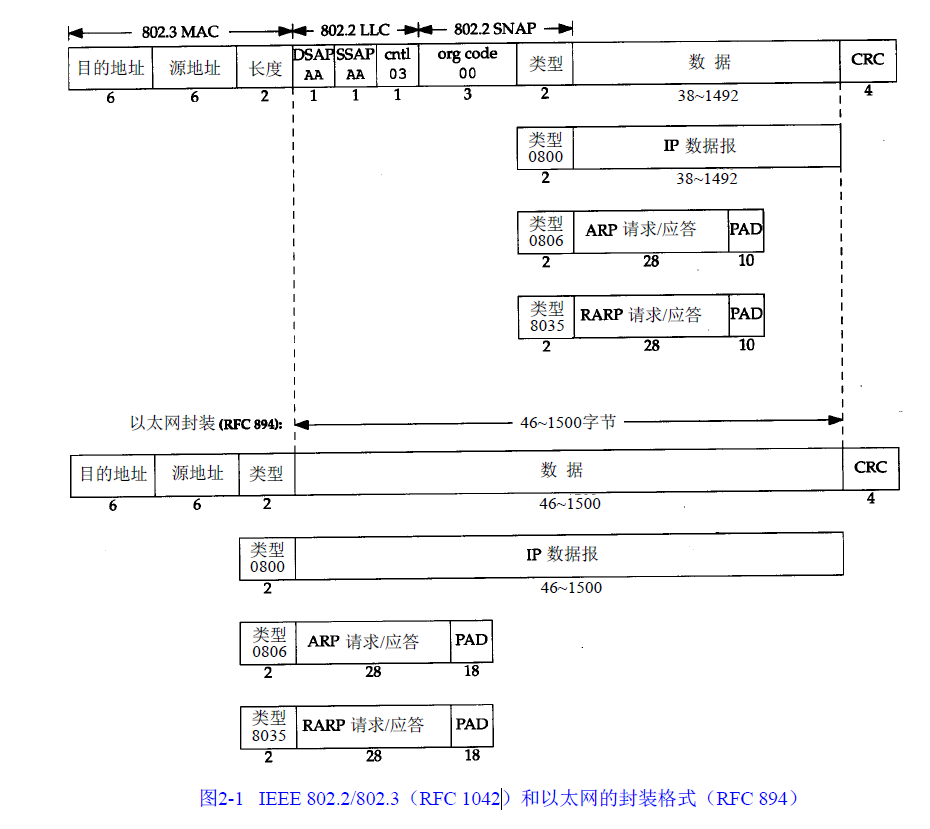 802.3 MAC 802.2 LLC 802.2 SNAP
目的地址 源地址 长度 DSAP AA SSAP AA cntl 03 org code 00 类型 数 据 CRC
6 6 2 1 1 1 3 2 38~1492 4
类型 0800 IP 数据报
2 38~1492
类型 0806 ARP 请求/应答 PAD
2 28 10
类型 8035 RARP 请求/应答 PAD
2 28 10
以太网封装(RFC 894): 46~1500字节
目的地址 源地址 类型 数 据 CRC
6 6 2 46~1500 4
类型 0800 IP 数据报
2 46~1500
类型 0806 ARP 请求/应答 PAD
2 28 18
类型 8035 RARP 请求/应答 PAD
2 28 18
图2-1 IEEE 802.2/802.3（RFC 1042）和以太网的封装格式（RFC 894）